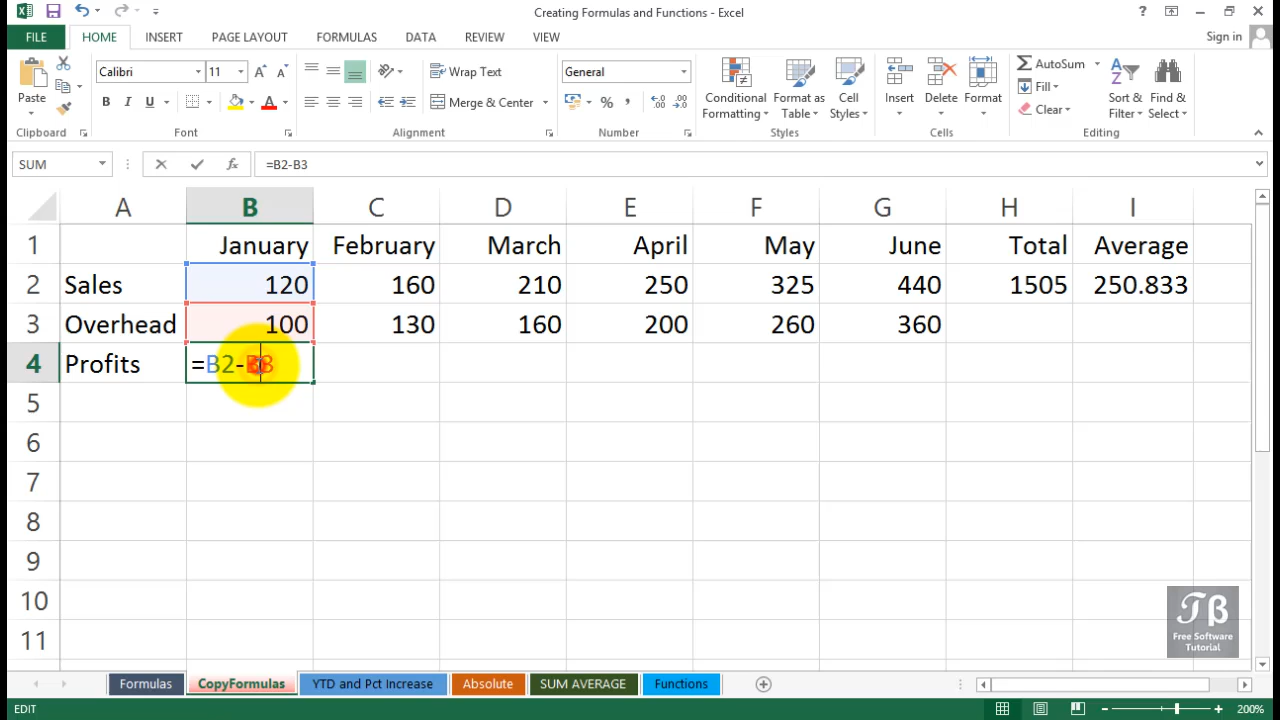 Creating Formulas and Functions - Excel
FILE HOME INSERT PAGE LAYOUT FORMULAS DATA REVIEW VIEW Sign in
Calibri 11 Wrap Text General AutoSum
Fill
Paste B I U Merge & Center % Conditional Formatting Format as Table Cell Styles Insert Delete Format Clear Sort & Filter Find & Select
Clipboard Font Alignment Number Styles Cells Editing
SUM fx =B2-B3
A B C D E F G H I
1 January February March April May June Total Average
2 Sales 120 160 210 250 325 440 1505 250.833
3 Overhead 100 130 160 200 260 360
4 Profits =B2-B3
5
6
7
8
9
10
11
TB
Free Software
Tutorial
Formulas CopyFormulas YTD and Pct Increase Absolute SUM AVERAGE Functions
EDIT 200%